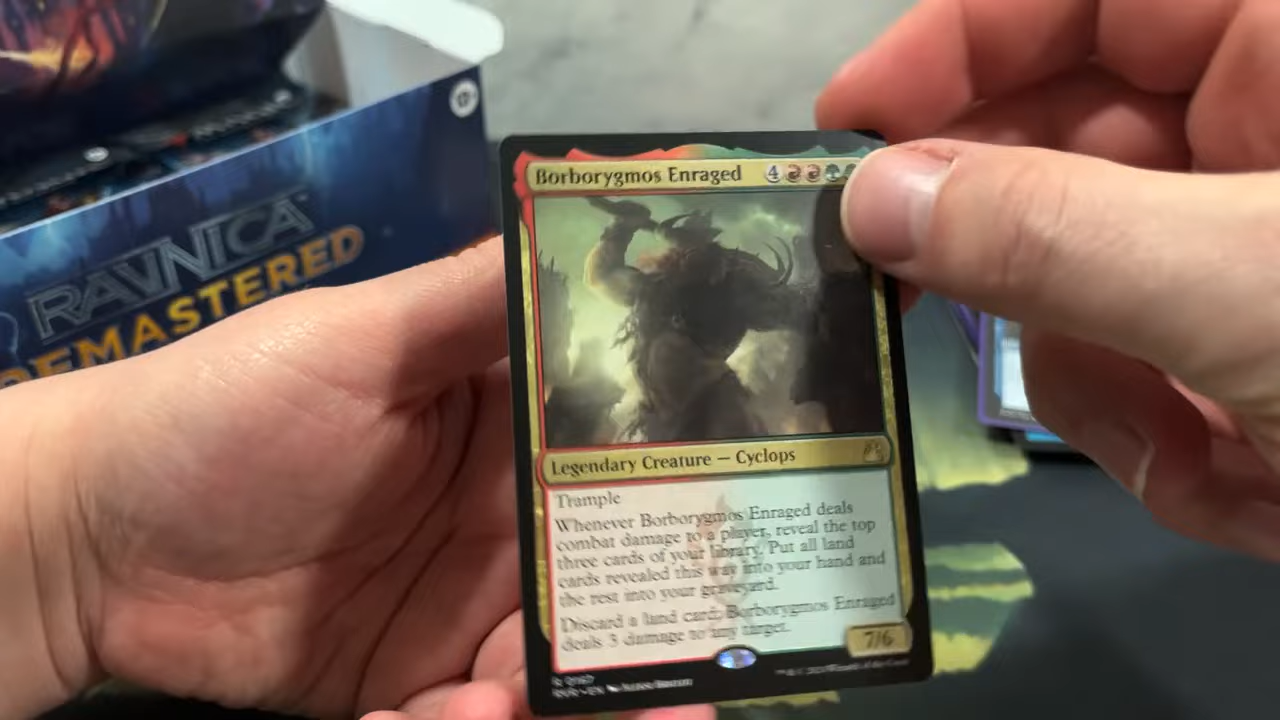 RAVNICA
REMASTERED
Borborygmos Enraged 4
Legendary Creature — Cyclops
Trample
Whenever Borborygmos Enraged deals
combat damage to a player, reveal the top
three cards of your library. Put all land
cards revealed this way into your hand and
the rest into your graveyard.
Discard a land card: Borborygmos Enraged
deals 3 damage to any target.
7/6